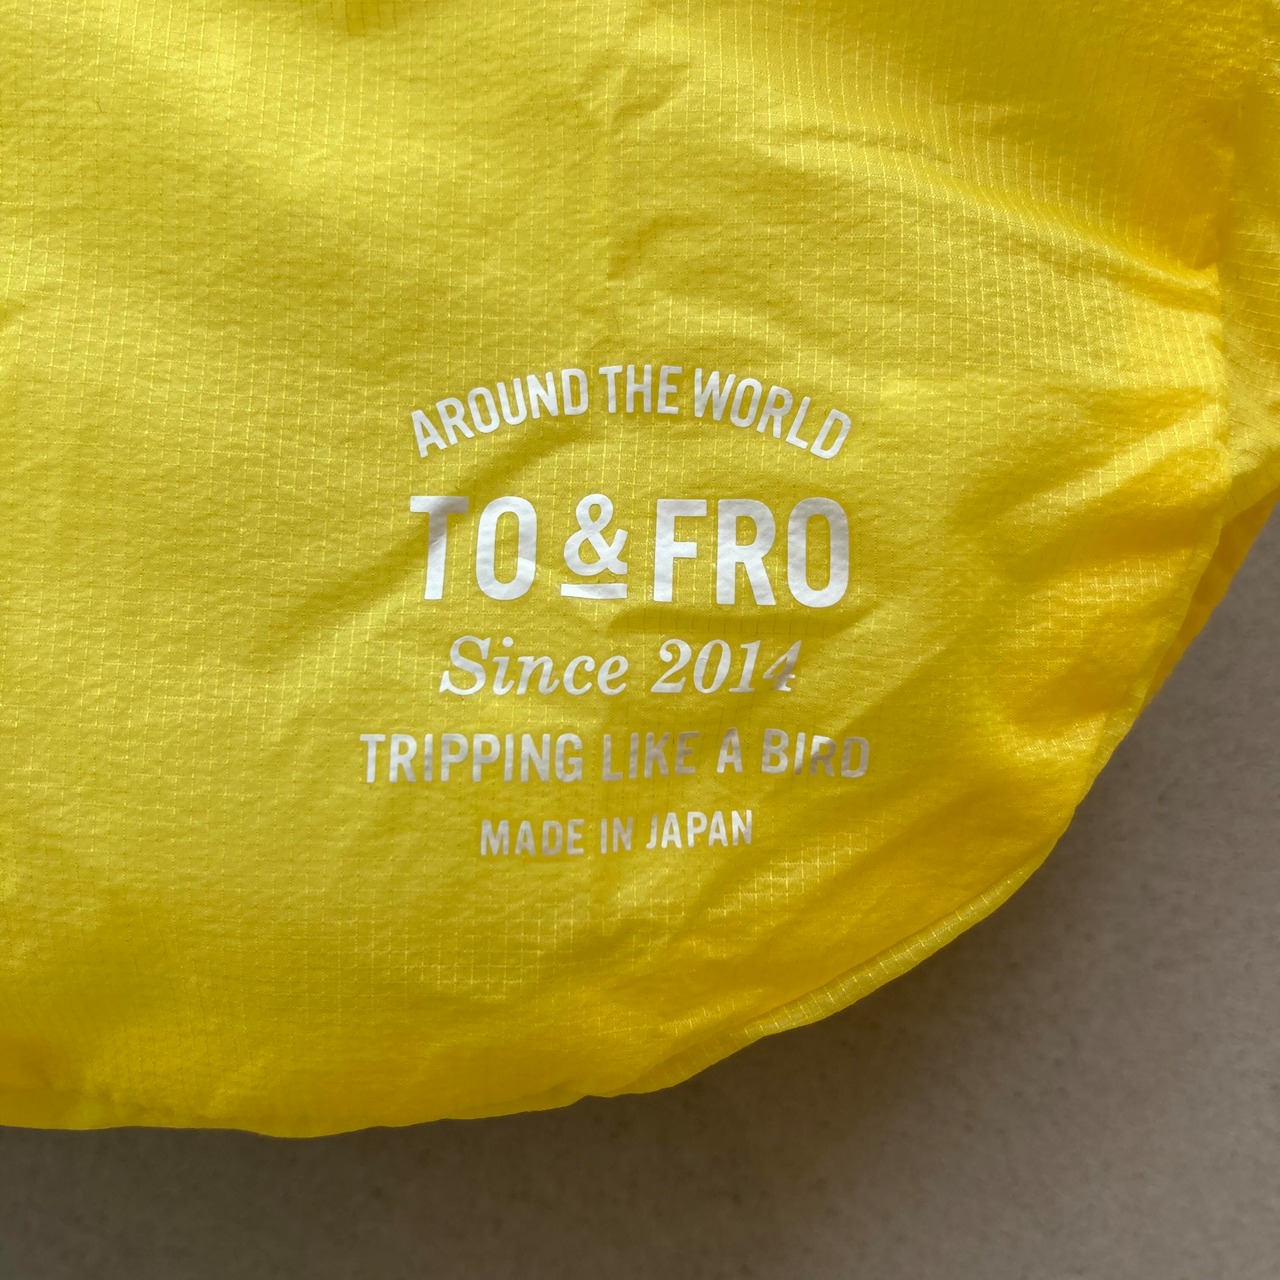 AROUND THE WORLD
TO & FRO
Since 2014
TRIPPING LIKE A BIRD
MADE IN JAPAN